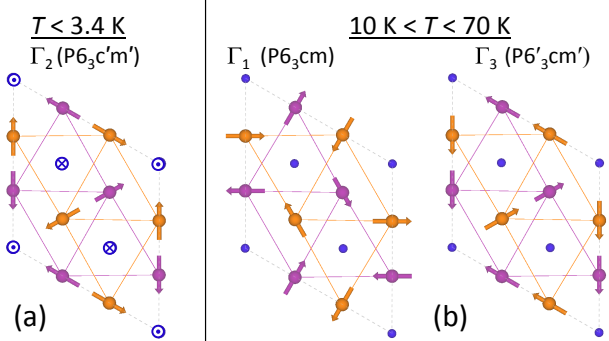 T < 3.4 K
Γ₂ (P6₃c′m′)
(a)
10 K < T < 70 K
Γ₁ (P6₃cm)
Γ₃ (P6′₃cm′)
(b)